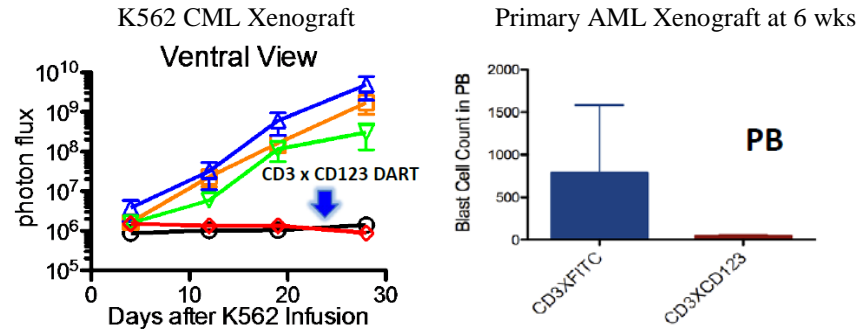 K562 CML Xenograft
Primary AML Xenograft at 6 wks
Ventral View
photon flux
10^10
10^9
10^8
10^7
10^6
10^5
CD3 x CD123 DART
0 10 20 30
Days after K562 Infusion
Blast Cell Count in PB
2000
1500
1000
500
0
PB
CD3XFITC
CD3XCD123